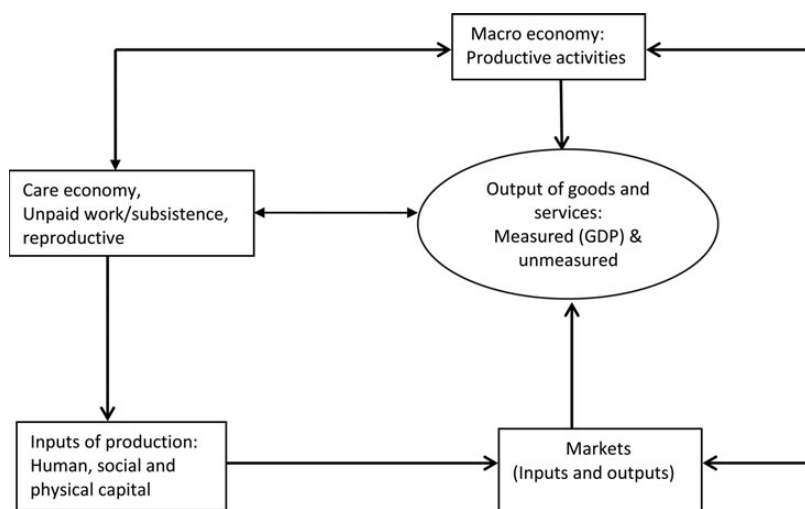 Macro economy:
Productive activities
Care economy,
Unpaid work/subsistence,
reproductive
Output of goods and
services:
Measured (GDP) &
unmeasured
Inputs of production:
Human, social and
physical capital
Markets
(Inputs and outputs)